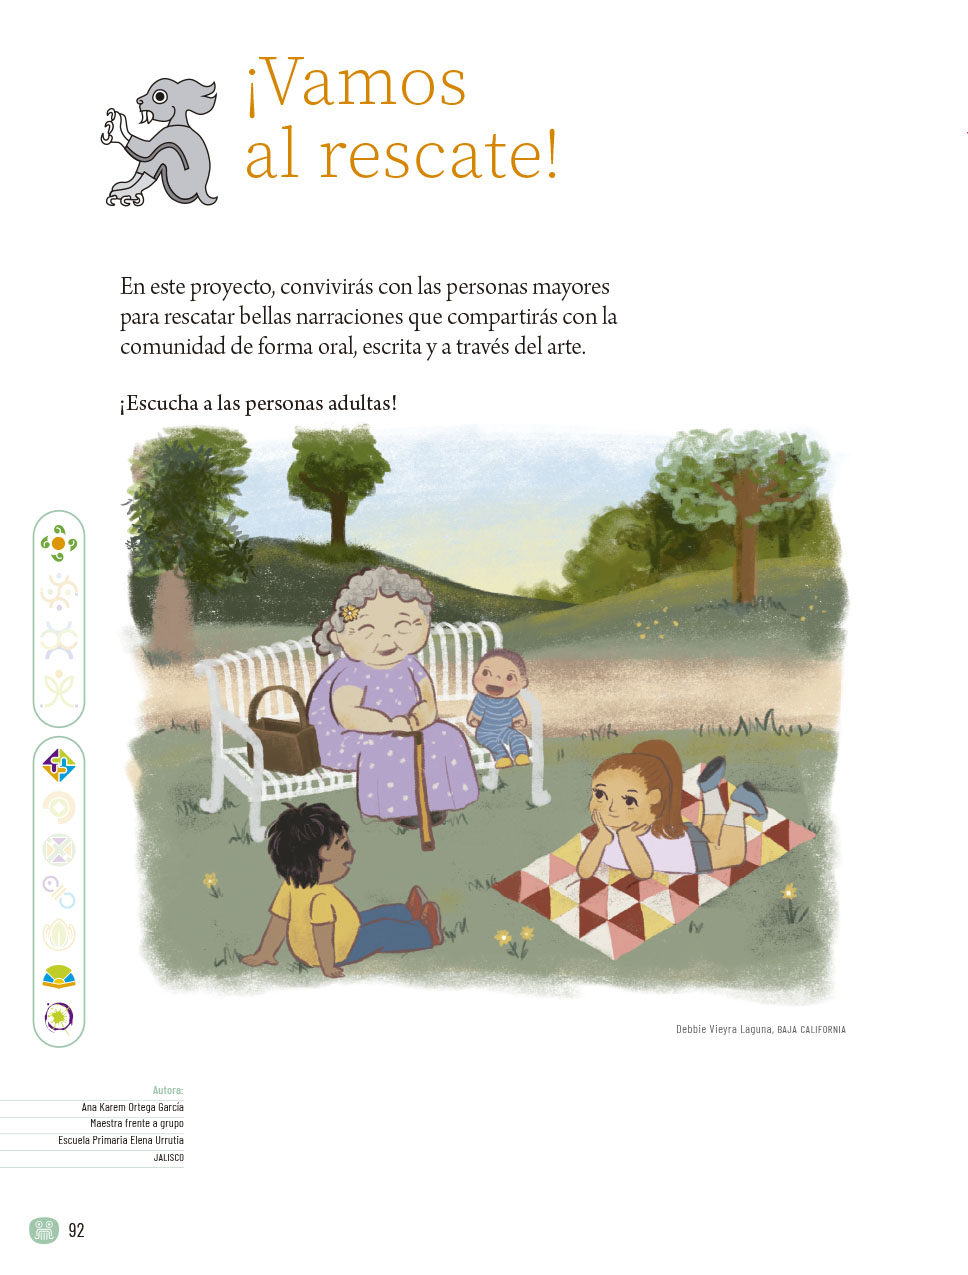 ¡Vamos
al rescate!
En este proyecto, convivirás con las personas mayores
para rescatar bellas narraciones que compartirás con la
comunidad de forma oral, escrita y a través del arte.
¡Escucha a las personas adultas!
Debbie Vieyra Laguna, BAJA CALIFORNIA
Autora:
Ana Karem Ortega García
Maestra frente a grupo
Escuela Primaria Elena Urrutia
JALISCO
92